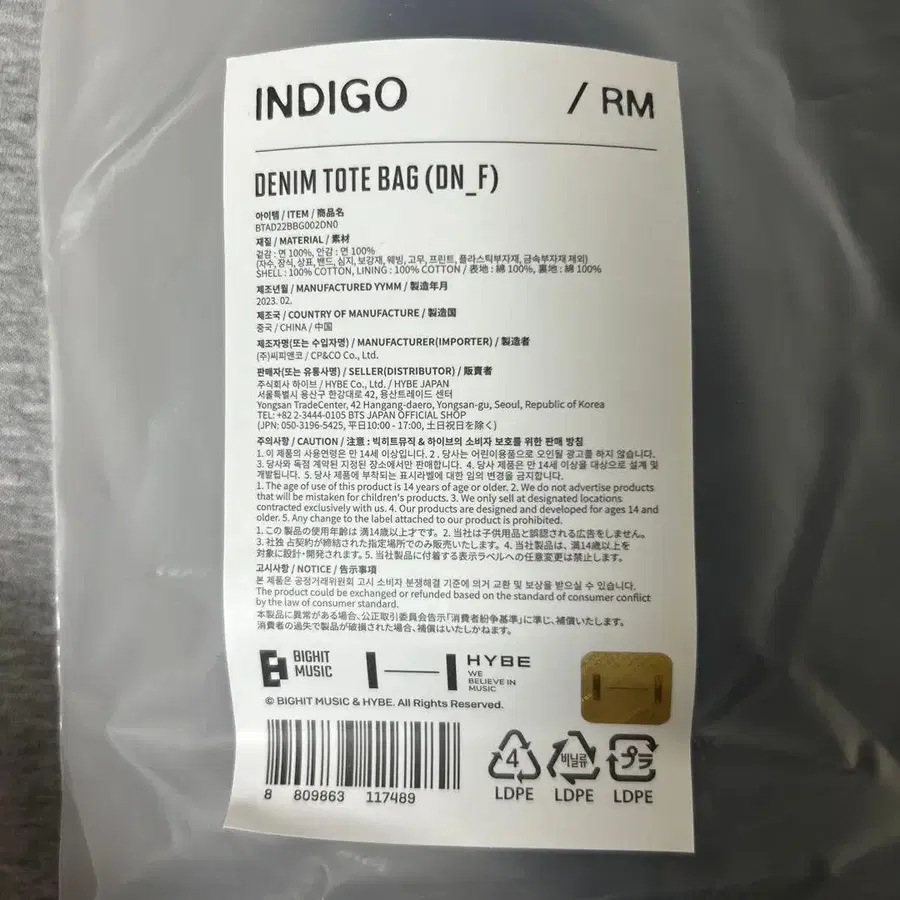 INDIGO / RM
DENIM TOTE BAG (DN_F)
아이템 / ITEM / 商品名
BTAD22BBG002DN0
재질 / MATERIAL / 素材
겉감 : 면 100%, 안감 : 면 100%
(자수, 장식, 상표, 밴드, 심지, 보강재, 웨빙, 고무, 프린트, 플라스틱부자재, 금속부자재 제외)
SHELL : 100% COTTON, LINING : 100% COTTON / 表地 : 綿 100%, 裏地 : 綿 100%
제조년월 / MANUFACTURED YYMM / 製造年月
2023. 02.
제조국 / COUNTRY OF MANUFACTURE / 製造国
중국 / CHINA / 中国
제조자명(또는 수입자명) / MANUFACTURER(IMPORTER) / 製造者
(주)씨피앤코 / CP&CO Co., Ltd.
판매자(또는 유통사명) / SELLER(DISTRIBUTOR) / 販賣者
주식회사 하이브 / HYBE Co., Ltd. / HYBE JAPAN
서울특별시 용산구 한강대로 42, 용산트레이드 센터
Yongsan TradeCenter, 42 Hangang-daero, Yongsan-gu, Seoul, Republic of Korea
TEL: +82 2-3444-0105 BTS JAPAN OFFICIAL SHOP
(JPN: 050-3196-5425, 平日10:00 - 17:00, 土日祝日を除く)
주의사항 / CAUTION / 注意 : 빅히트뮤직 & 하이브의 소비자 보호를 위한 판매 방침
1. 이 제품의 사용연령은 만 14세 이상입니다. 2 . 당사는 어린이용품으로 오인될 광고를 하지 않습니다.
3. 당사와 독점 계약된 지정된 장소에서만 판매합니다. 4. 당사 제품은 만 14세 이상을 대상으로 설계 및
개발됩니다. 5. 당사 제품에 부착되는 표시라벨에 대한 임의 변경을 금지합니다.
1. The age of use of this product is 14 years of age or older. 2. We do not advertise products
that will be mistaken for children's products. 3. We only sell at designated locations
contracted exclusively with us. 4. Our products are designed and developed for ages 14 and
older. 5. Any change to the label attached to our product is prohibited.
1. この 製品の使用年齢は 満14歳以上才です。2. 当社は子供用品と誤認される広告をしません。
3. 社独 占契約が締結された指定場所でのみ販売いたします。4. 当社製品は、満14歳以上を
対象に設計・開発されます。5. 当社製品に付着する表示ラベルへの任意変更は禁止します。
고시사항 / NOTICE / 告示事項
본 제품은 공정거래위원회 고시 소비자 분쟁해결 기준에 의거 교환 및 보상을 받으실 수 있습니다.
The product could be exchanged or refunded based on the standard of consumer conflict
by the law of consumer standard.
本製品に異常がある場合、公正取引委員会告示「消費者紛争基準」に準じ、補償いたします。
消費者の過失で製品が破損された場合、補償はいたしかねます。
BIGHIT
MUSIC
HYBE
WE
BELIEVE IN
MUSIC
© BIGHIT MUSIC & HYBE. All Rights Reserved.
8 809863 117489
4 비닐류 プラ
LDPE LDPE LDPE